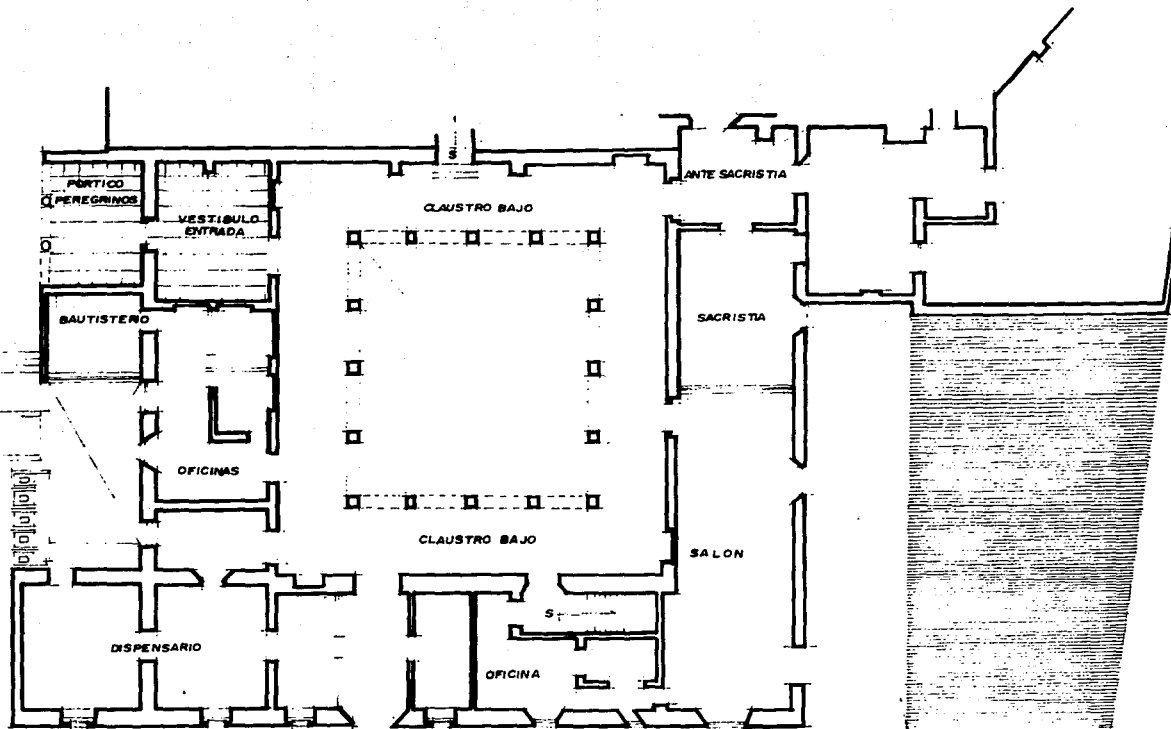 S
PORTICO
PEREGRINOS
VESTIBULO
ENTRADA
CLAUSTRO BAJO
ANTE SACRISTIA
BAUTISTERIO
SACRISTIA
OFICINAS
CLAUSTRO BAJO
SALON
S
DISPENSARIO
OFICINA